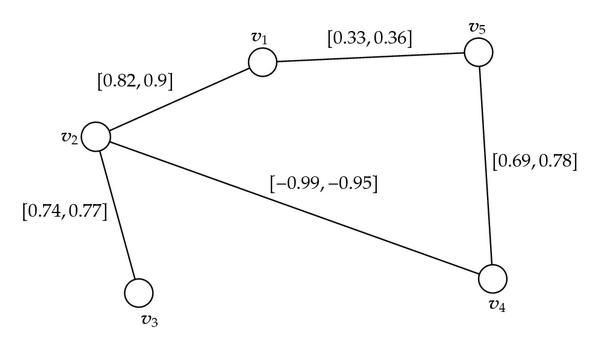 v₁
[0.33, 0.36]
v₅
[0.82, 0.9]
v₂
[0.69, 0.78]
[−0.99, −0.95]
[0.74, 0.77]
v₄
v₃